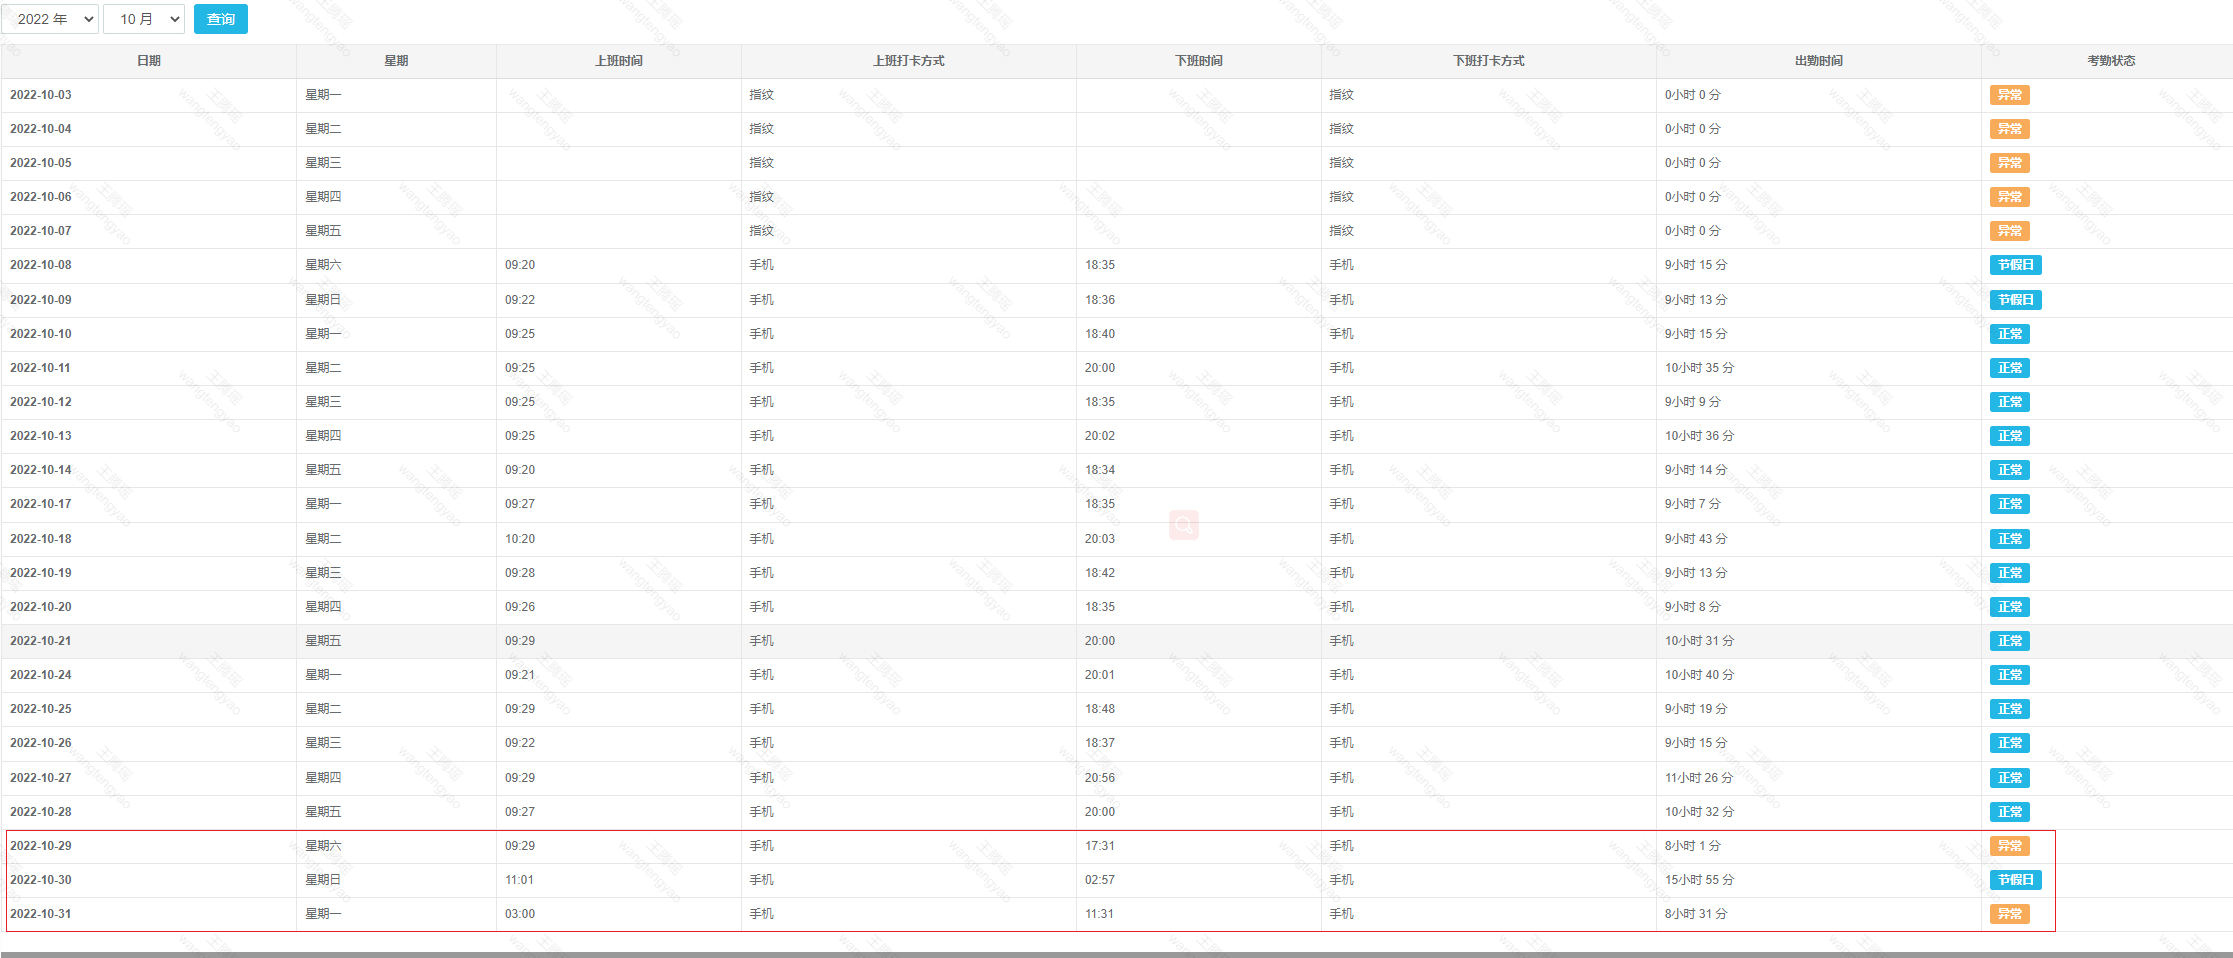 2022 年 10 月 查询
日期 星期 上班时间 上班打卡方式 下班时间 下班打卡方式 出勤时间 考勤状态
2022-10-03 星期一 指纹 指纹 0小时 0 分 异常
2022-10-04 星期二 指纹 指纹 0小时 0 分 异常
2022-10-05 星期三 指纹 指纹 0小时 0 分 异常
2022-10-06 星期四 指纹 指纹 0小时 0 分 异常
2022-10-07 星期五 指纹 指纹 0小时 0 分 异常
2022-10-08 星期六 09:20 手机 18:35 手机 9小时 15 分 节假日
2022-10-09 星期日 09:22 手机 18:36 手机 9小时 13 分 节假日
2022-10-10 星期一 09:25 手机 18:40 手机 9小时 15 分 正常
2022-10-11 星期二 09:25 手机 20:00 手机 10小时 35 分 正常
2022-10-12 星期三 09:25 手机 18:35 手机 9小时 9 分 正常
2022-10-13 星期四 09:25 手机 20:02 手机 10小时 36 分 正常
2022-10-14 星期五 09:20 手机 18:34 手机 9小时 14 分 正常
2022-10-17 星期一 09:27 手机 18:35 手机 9小时 7 分 正常
2022-10-18 星期二 10:20 手机 20:03 手机 9小时 43 分 正常
2022-10-19 星期三 09:28 手机 18:42 手机 9小时 13 分 正常
2022-10-20 星期四 09:26 手机 18:35 手机 9小时 8 分 正常
2022-10-21 星期五 09:29 手机 20:00 手机 10小时 31 分 正常
2022-10-24 星期一 09:21 手机 20:01 手机 10小时 40 分 正常
2022-10-25 星期二 09:29 手机 18:48 手机 9小时 19 分 正常
2022-10-26 星期三 09:22 手机 18:37 手机 9小时 15 分 正常
2022-10-27 星期四 09:29 手机 20:56 手机 11小时 26 分 正常
2022-10-28 星期五 09:27 手机 20:00 手机 10小时 32 分 正常
2022-10-29 星期六 09:29 手机 17:31 手机 8小时 1 分 异常
2022-10-30 星期日 11:01 手机 02:57 手机 15小时 55 分 节假日
2022-10-31 星期一 03:00 手机 11:31 手机 8小时 31 分 异常
王腾瑶
wangtengyao